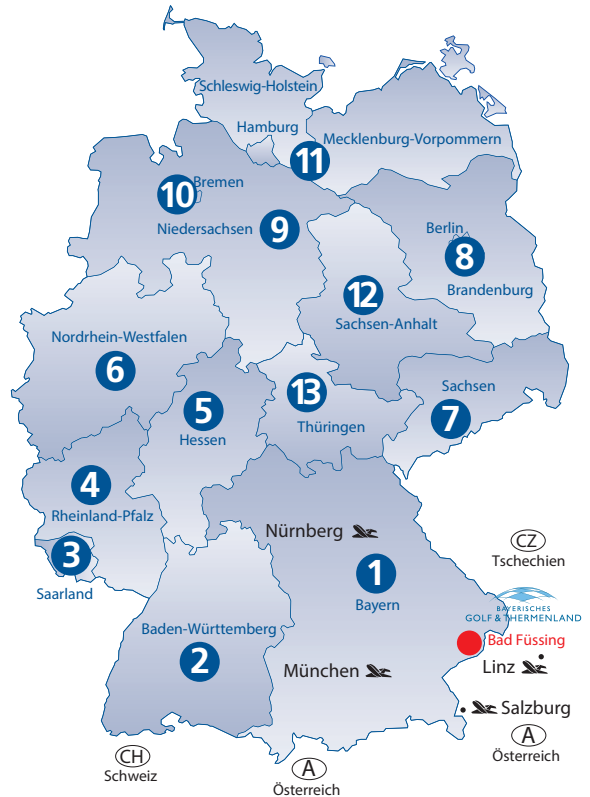 Schleswig-Holstein
Hamburg
Mecklenburg-Vorpommern
11
10
Bremen
Niedersachsen
9
Berlin
8
Brandenburg
12
Sachsen-Anhalt
Nordrhein-Westfalen
6
13
Thüringen
Sachsen
7
5
Hessen
4
Rheinland-Pfalz
3
Saarland
Nürnberg
1
Bayern
CZ
Tschechien
BAYERISCHES
GOLF & THERMENLAND
Bad Füssing
Baden-Württemberg
2
München
Linz
Salzburg
A
Österreich
CH
Schweiz
A
Österreich